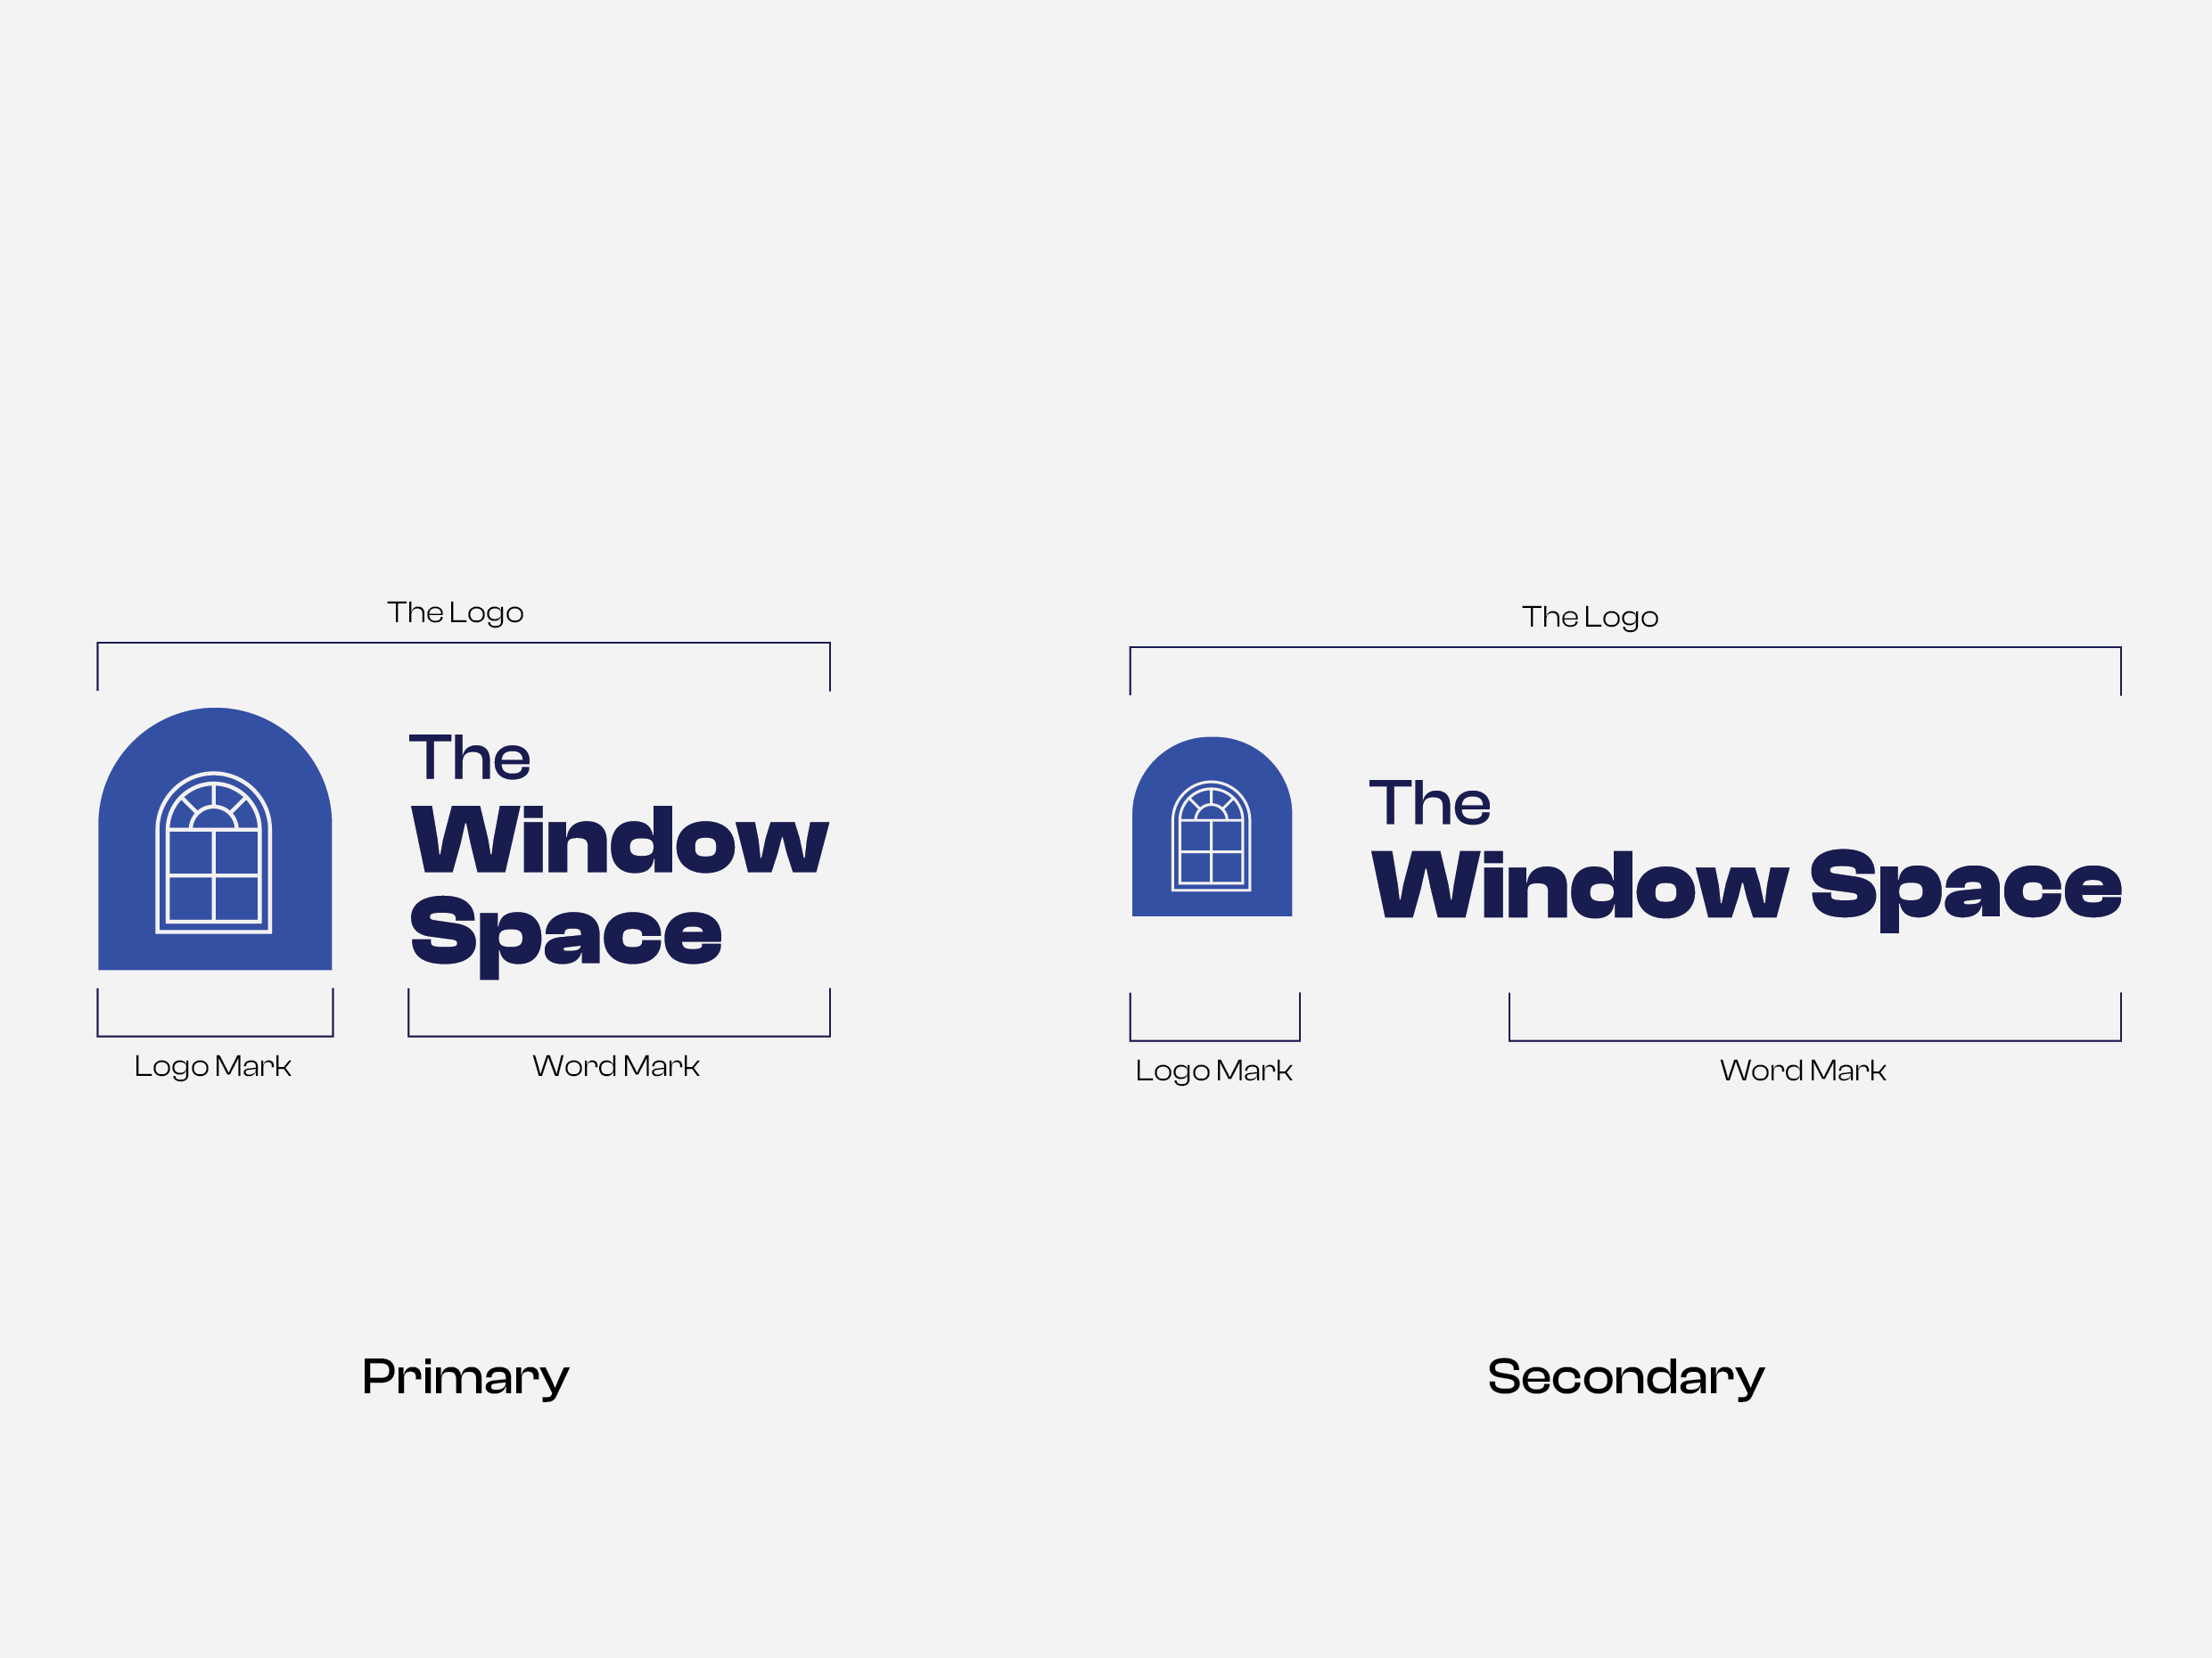 The Logo
The
Window
Space
Logo Mark
Word Mark
Primary
The Logo
The
Window Space
Logo Mark
Word Mark
Secondary